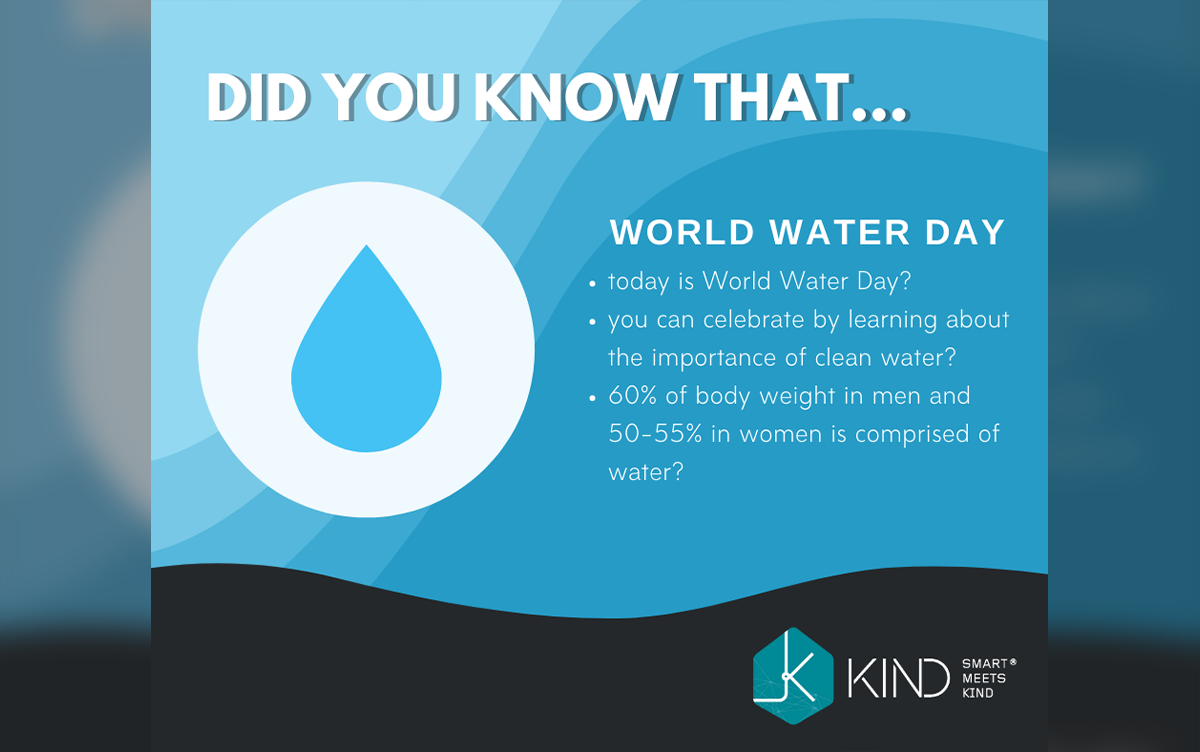 DID YOU KNOW THAT...
WORLD WATER DAY
• today is World Water Day?
• you can celebrate by learning about
the importance of clean water?
• 60% of body weight in men and
50-55% in women is comprised of
water?
KIND
SMART®
MEETS
KIND